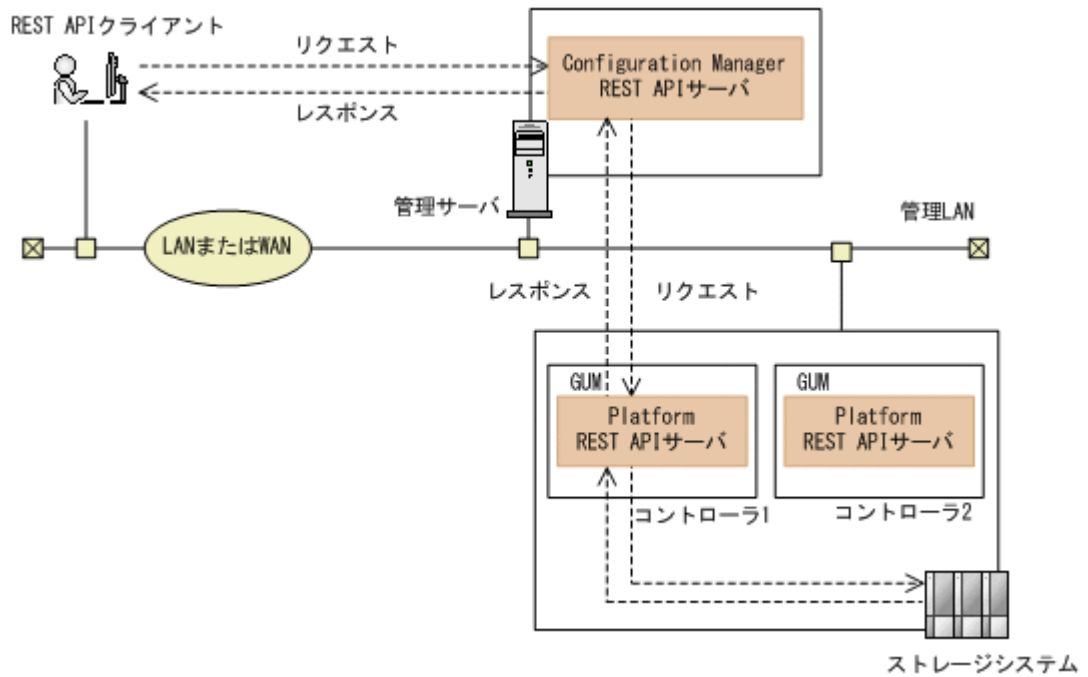 REST APIクライアント
リクエスト
レスポンス
Configuration Manager
REST APIサーバ
管理サーバ
管理LAN
LANまたはWAN
レスポンス
リクエスト
GUM
Platform
REST APIサーバ
コントローラ1
GUM
Platform
REST APIサーバ
コントローラ2
ストレージシステム